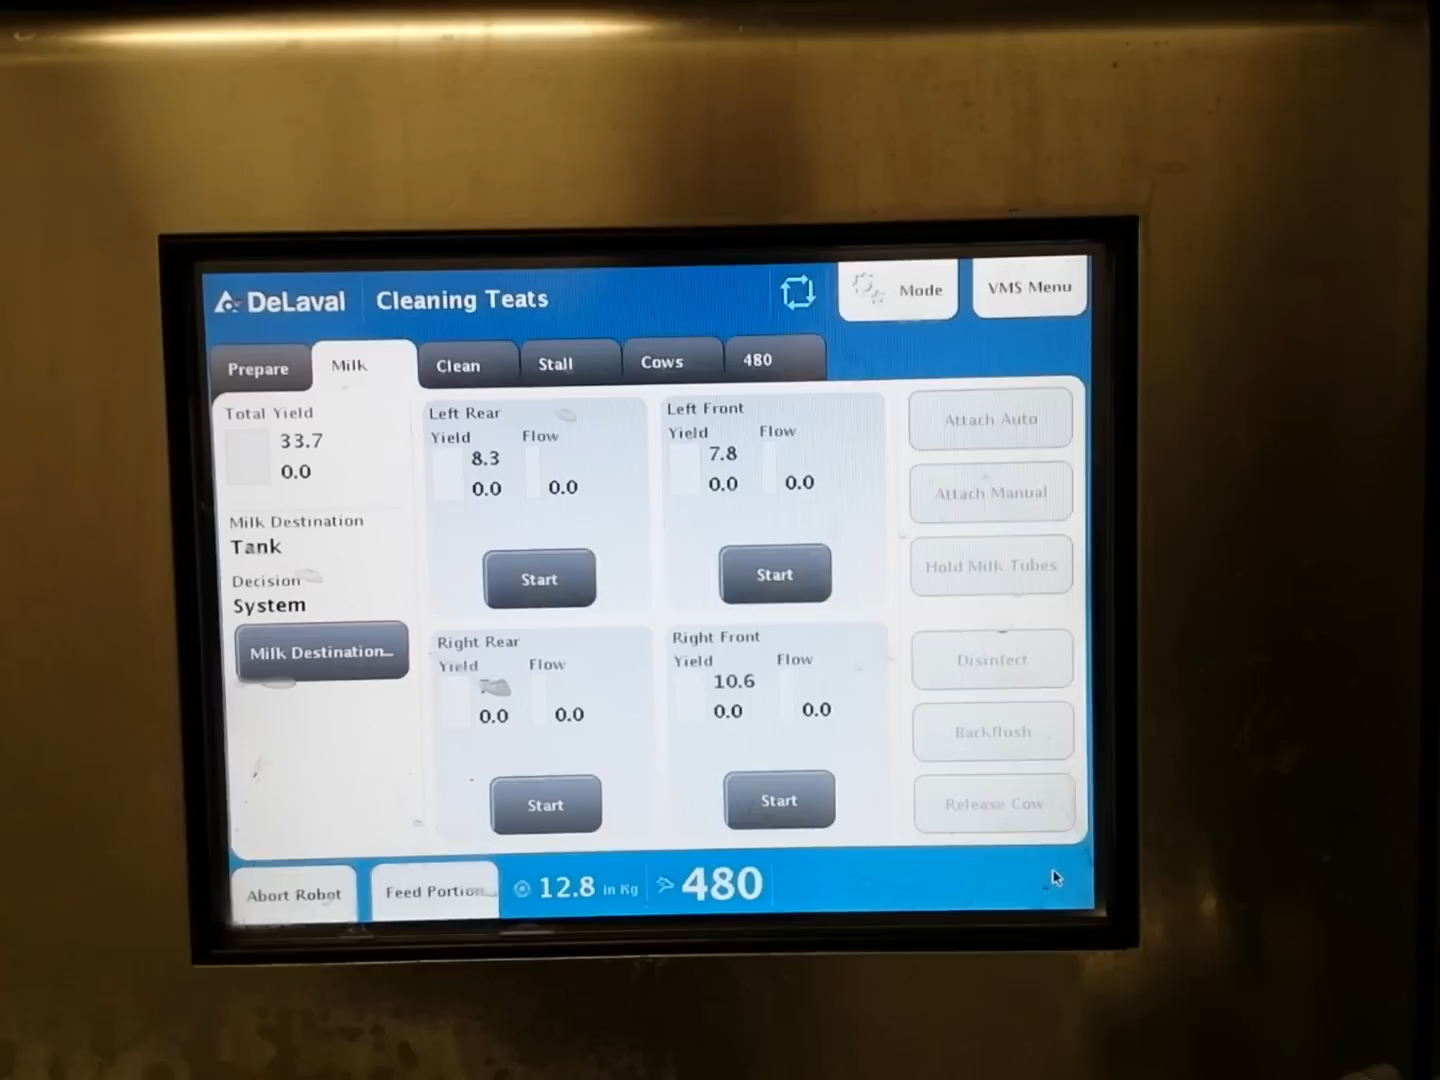 DeLaval
Cleaning Teats
Mode
VMS Menu
Prepare
Milk
Clean
Stall
Cows
480
Total Yield
33.7
0.0
Milk Destination
Tank
Decision
System
Milk Destination...
Left Rear
Yield Flow
8.3
0.0 0.0
Start
Left Front
Yield Flow
7.8
0.0 0.0
Start
Right Rear
Yield Flow
0.0 0.0
Start
Right Front
Yield Flow
10.6
0.0 0.0
Start
Attach Auto
Attach Manual
Hold Milk Tubes
Disinfect
Backflush
Release Cow
Abort Robot
Feed Portion...
12.8 in Kg
480